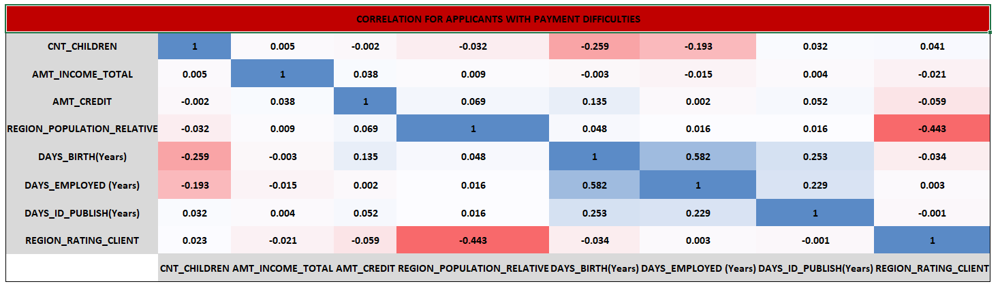 CORRELATION FOR APPLICANTS WITH PAYMENT DIFFICULTIES
CNT_CHILDREN 1 0.005 -0.002 -0.032 -0.259 -0.193 0.032 0.041
AMT_INCOME_TOTAL 0.005 1 0.038 0.009 -0.003 -0.015 0.004 -0.021
AMT_CREDIT -0.002 0.038 1 0.069 0.135 0.002 0.052 -0.059
REGION_POPULATION_RELATIVE -0.032 0.009 0.069 1 0.048 0.016 0.016 -0.443
DAYS_BIRTH(Years) -0.259 -0.003 0.135 0.048 1 0.582 0.253 -0.034
DAYS_EMPLOYED (Years) -0.193 -0.015 0.002 0.016 0.582 1 0.229 0.003
DAYS_ID_PUBLISH(Years) 0.032 0.004 0.052 0.016 0.253 0.229 1 -0.001
REGION_RATING_CLIENT 0.023 -0.021 -0.059 -0.443 -0.034 0.003 -0.001 1
CNT_CHILDREN AMT_INCOME_TOTAL AMT_CREDIT REGION_POPULATION_RELATIVE DAYS_BIRTH(Years) DAYS_EMPLOYED (Years) DAYS_ID_PUBLISH(Years) REGION_RATING_CLIENT